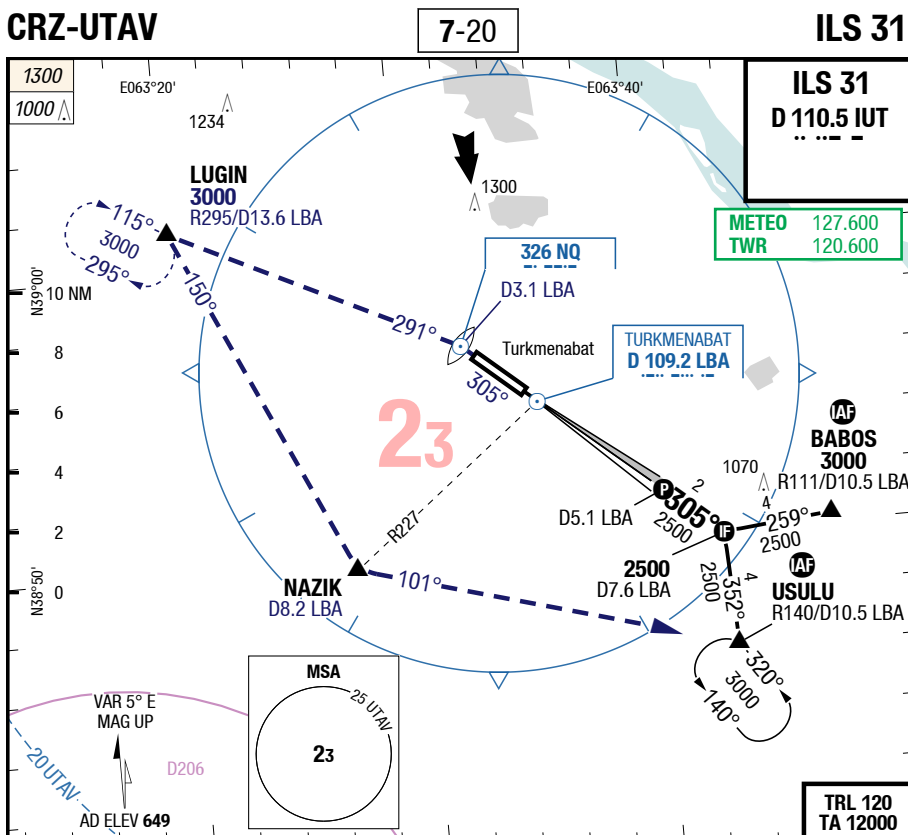 CRZ-UTAV
7-20
ILS 31
1300
1000
E063°20'
E063°40'
1234
ILS 31
D 110.5 IUT
LUGIN
3000
R295/D13.6 LBA
1300
METEO 127.600
TWR 120.600
115°
3000
295°
326 NQ
D3.1 LBA
N39°00'
10 NM
150°
291°
Turkmenabat
TURKMENABAT
D 109.2 LBA
8
305°
6
23
IAF
BABOS
3000
R111/D10.5 LBA
4
1070
P
2
305°
2500
D5.1 LBA
4
259°
2500
IF
R227
2
2500
D7.6 LBA
IAF
USULU
R140/D10.5 LBA
4
352°
2500
N38°50'
0
NAZIK
D8.2 LBA
101°
320°
3000
140°
MSA
25 UTAV
23
VAR 5° E
MAG UP
D206
20 UTAV
AD ELEV 649
TRL 120
TA 12000